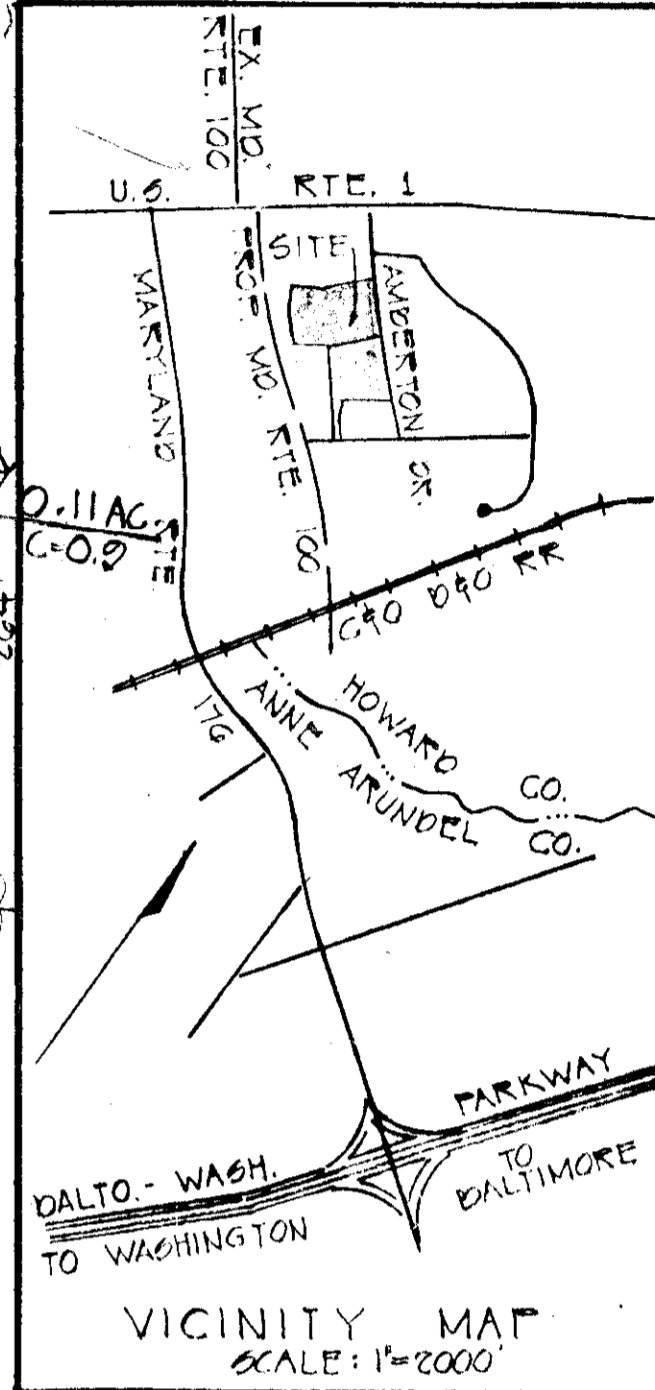 EX. MD.
RTE. 100
U.S. RTE. 1
SITE
MARYLAND
RTE.
176
PROP. MD. RTE. 100
AMBERTON DR.
0.11 AC.
C=0.9
C&O B&O RR
HOWARD CO.
ANNE ARUNDEL CO.
PARKWAY
BALTO. - WASH.
TO
BALTIMORE
TO WASHINGTON
VICINITY MAP
SCALE: 1"=2000'